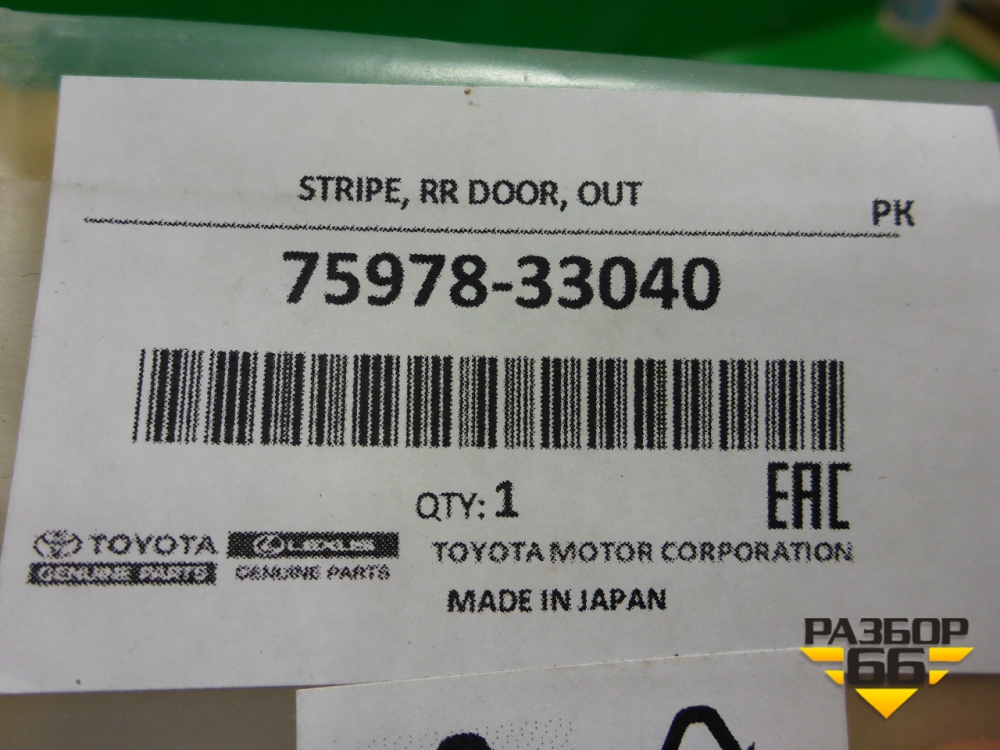 STRIPE, RR DOOR, OUT
PK
75978-33040
QTY: 1
EAC
TOYOTA
GENUINE PARTS
LEXUS
GENUINE PARTS
TOYOTA MOTOR CORPORATION
MADE IN JAPAN
РАЗБОР
66